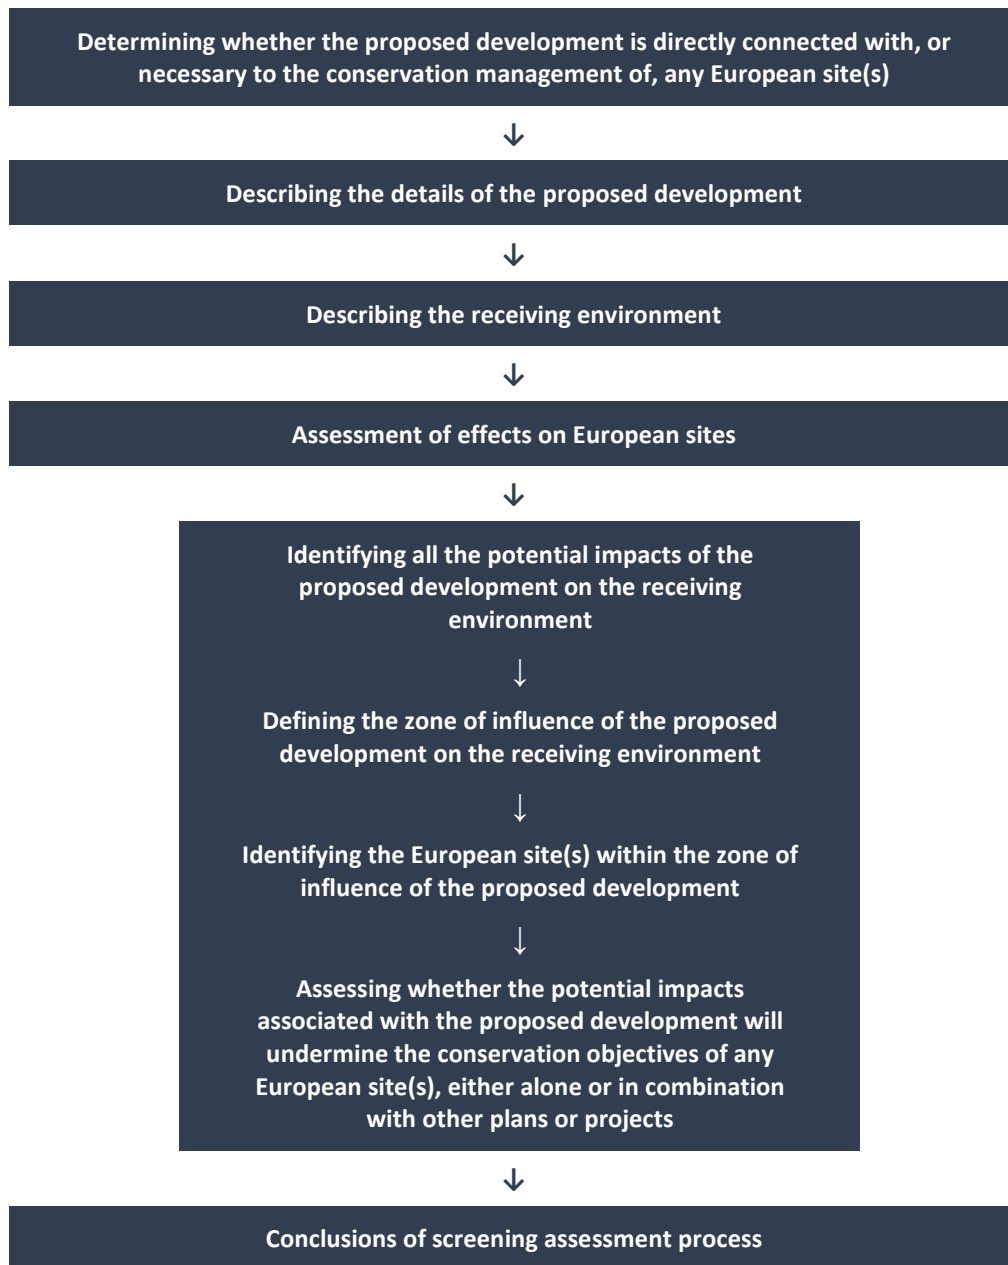 Determining whether the proposed development is directly connected with, or
necessary to the conservation management of, any European site(s)
↓
Describing the details of the proposed development
↓
Describing the receiving environment
↓
Assessment of effects on European sites
↓
Identifying all the potential impacts of the
proposed development on the receiving
environment
↓
Defining the zone of influence of the proposed
development on the receiving environment
↓
Identifying the European site(s) within the zone of
influence of the proposed development
↓
Assessing whether the potential impacts
associated with the proposed development will
undermine the conservation objectives of any
European site(s), either alone or in combination
with other plans or projects
↓
Conclusions of screening assessment process